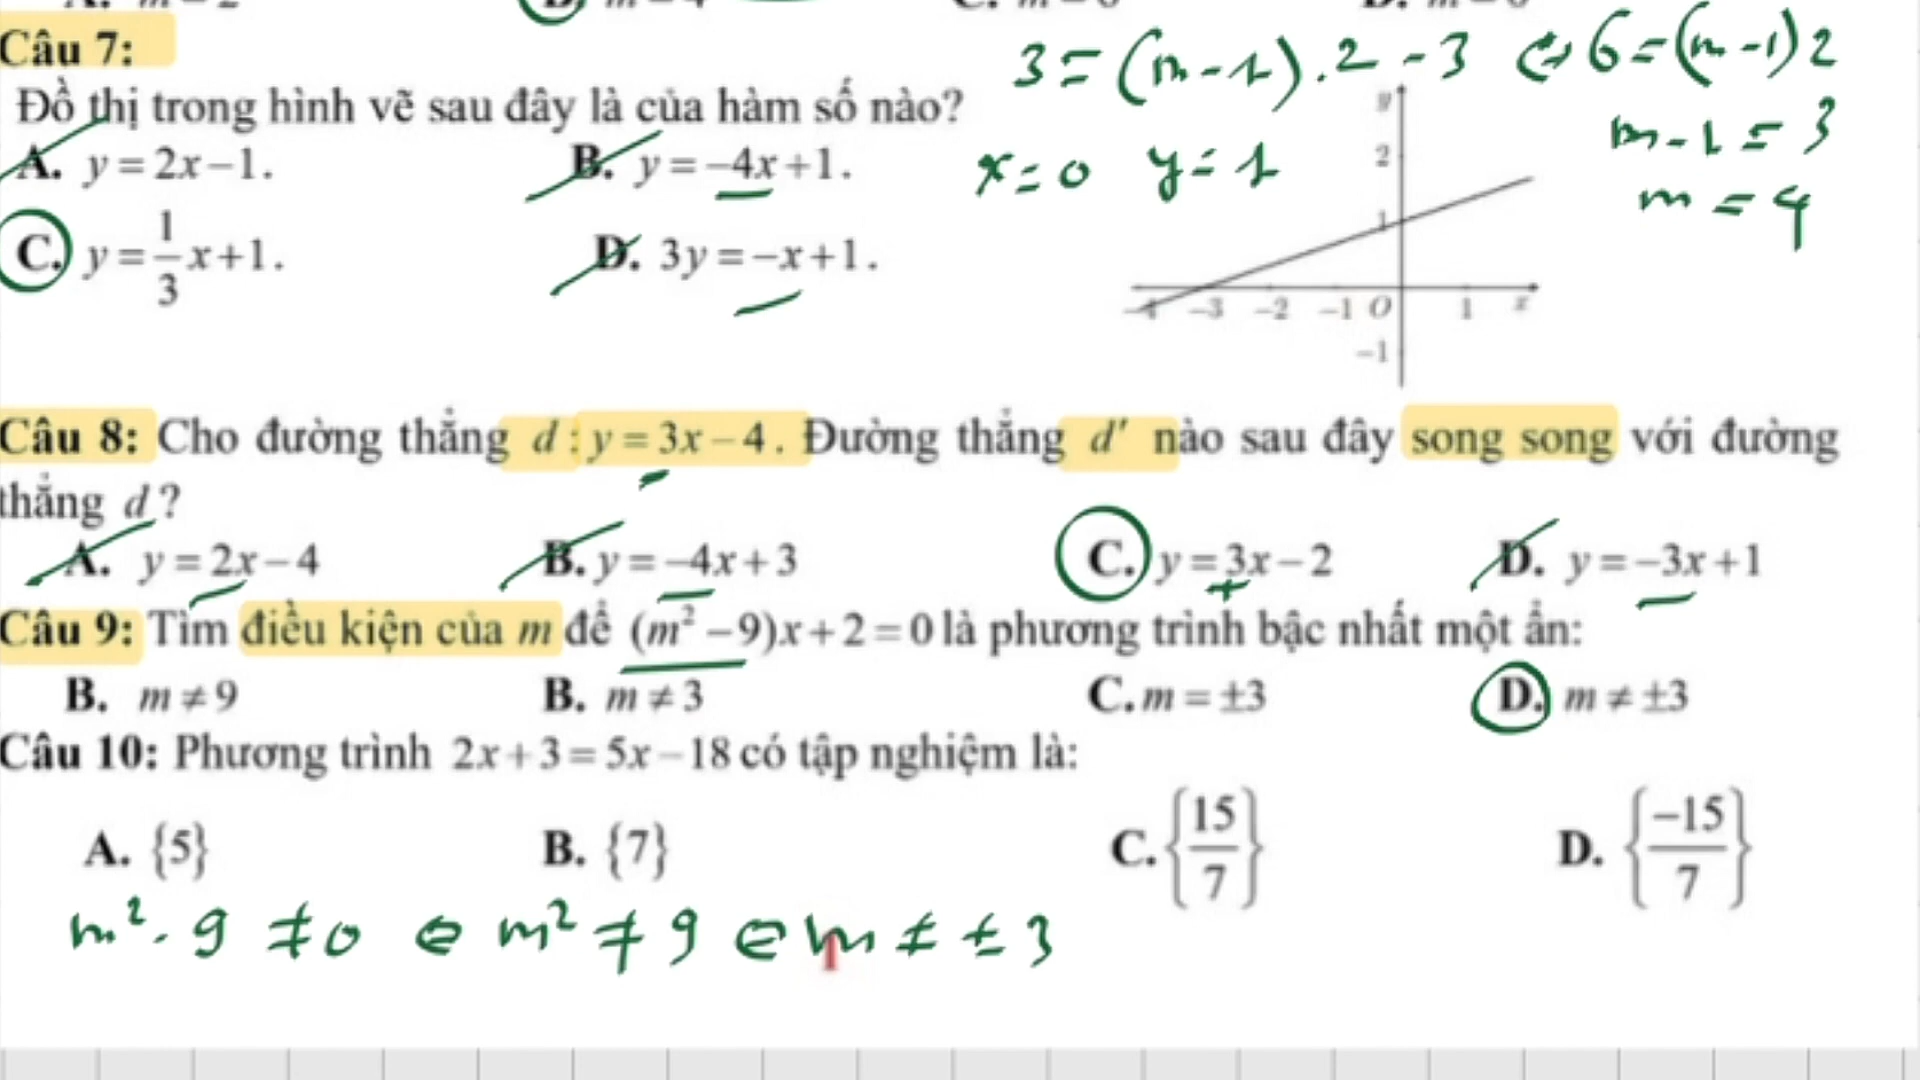 Câu 7:
3 = (m - 1) . 2 - 3 ⇔ 6 = (m - 1) 2
Đồ thị trong hình vẽ sau đây là của hàm số nào?
m - 1 = 3
A. y = 2x − 1.
B. y = −4x + 1.
x = 0 y = 1
m = 4
C. y = 1/3 x + 1.
D. 3y = −x + 1.
y
2
1
−4 −3 −2 −1 O 1 x
−1
Câu 8: Cho đường thẳng d : y = 3x − 4 . Đường thẳng d' nào sau đây song song với đường
thẳng d ?
A. y = 2x − 4 B. y = −4x + 3 C. y = 3x − 2 D. y = −3x + 1
Câu 9: Tìm điều kiện của m để (m² − 9)x + 2 = 0 là phương trình bậc nhất một ẩn:
B. m ≠ 9 B. m ≠ 3 C. m = ±3 D. m ≠ ±3
Câu 10: Phương trình 2x + 3 = 5x − 18 có tập nghiệm là:
A. {5} B. {7} C. {15/7} D. {−15/7}
m² - 9 ≠ 0 ⇔ m² ≠ 9 ⇔ m ≠ ± 3